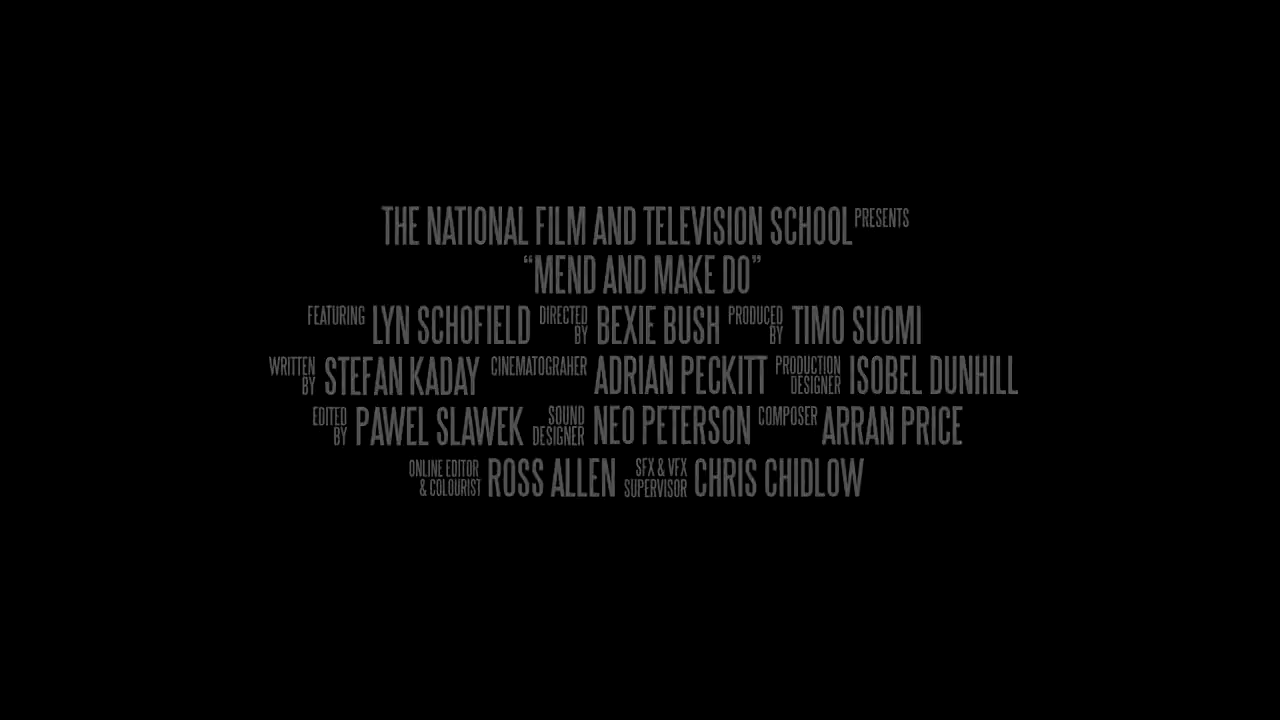 THE NATIONAL FILM AND TELEVISION SCHOOL PRESENTS
“MEND AND MAKE DO”
FEATURING LYN SCHOFIELD DIRECTED BY BEXIE BUSH PRODUCED BY TIMO SUOMI
WRITTEN BY STEFAN KADAY CINEMATOGRAHER ADRIAN PECKITT PRODUCTION DESIGNER ISOBEL DUNHILL
EDITED BY PAWEL SLAWEK SOUND DESIGNER NEO PETERSON COMPOSER ARRAN PRICE
ONLINE EDITOR & COLOURIST ROSS ALLEN SFX & VFX SUPERVISOR CHRIS CHIDLOW